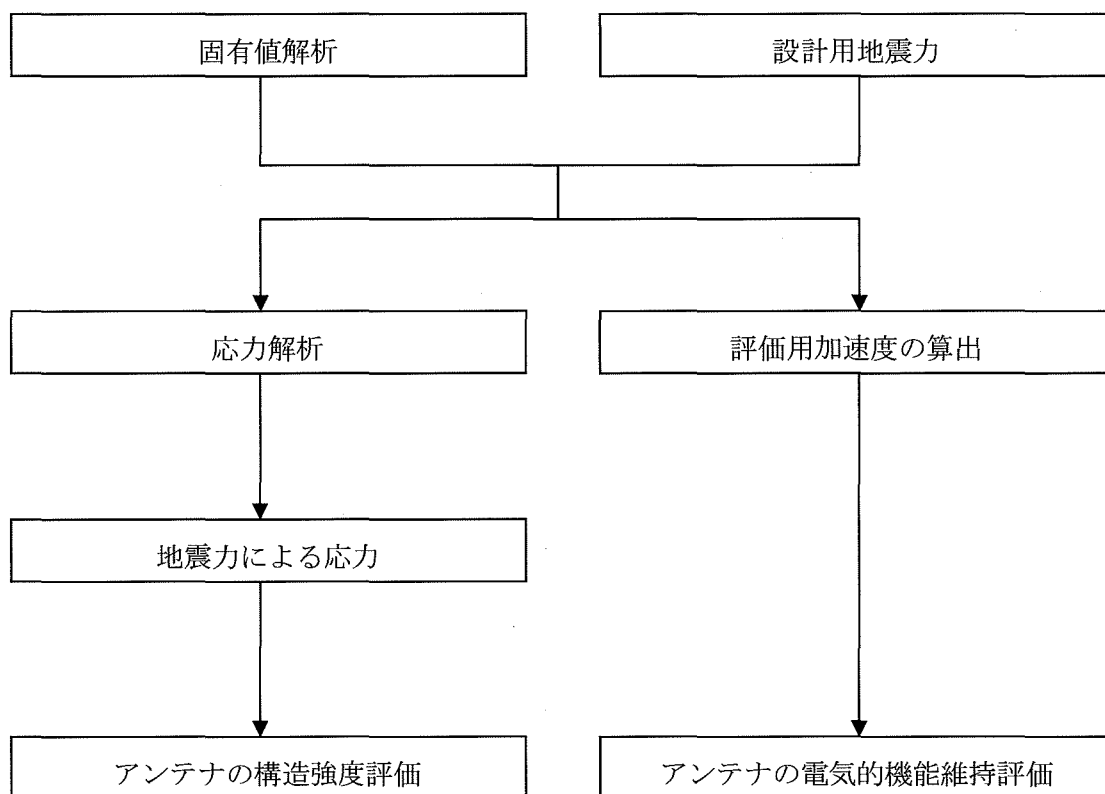 固有値解析
設計用地震力
応力解析
評価用加速度の算出
地震力による応力
アンテナの構造強度評価
アンテナの電気的機能維持評価